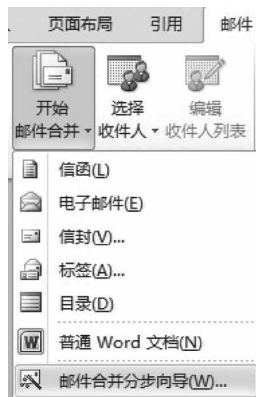 页面布局 引用 邮件
开始 选择 编辑
邮件合并 收件人 收件人列表
信函(L)
电子邮件(E)
信封(V)...
标签(A)...
目录(D)
普通 Word 文档(N)
邮件合并分步向导(W)...